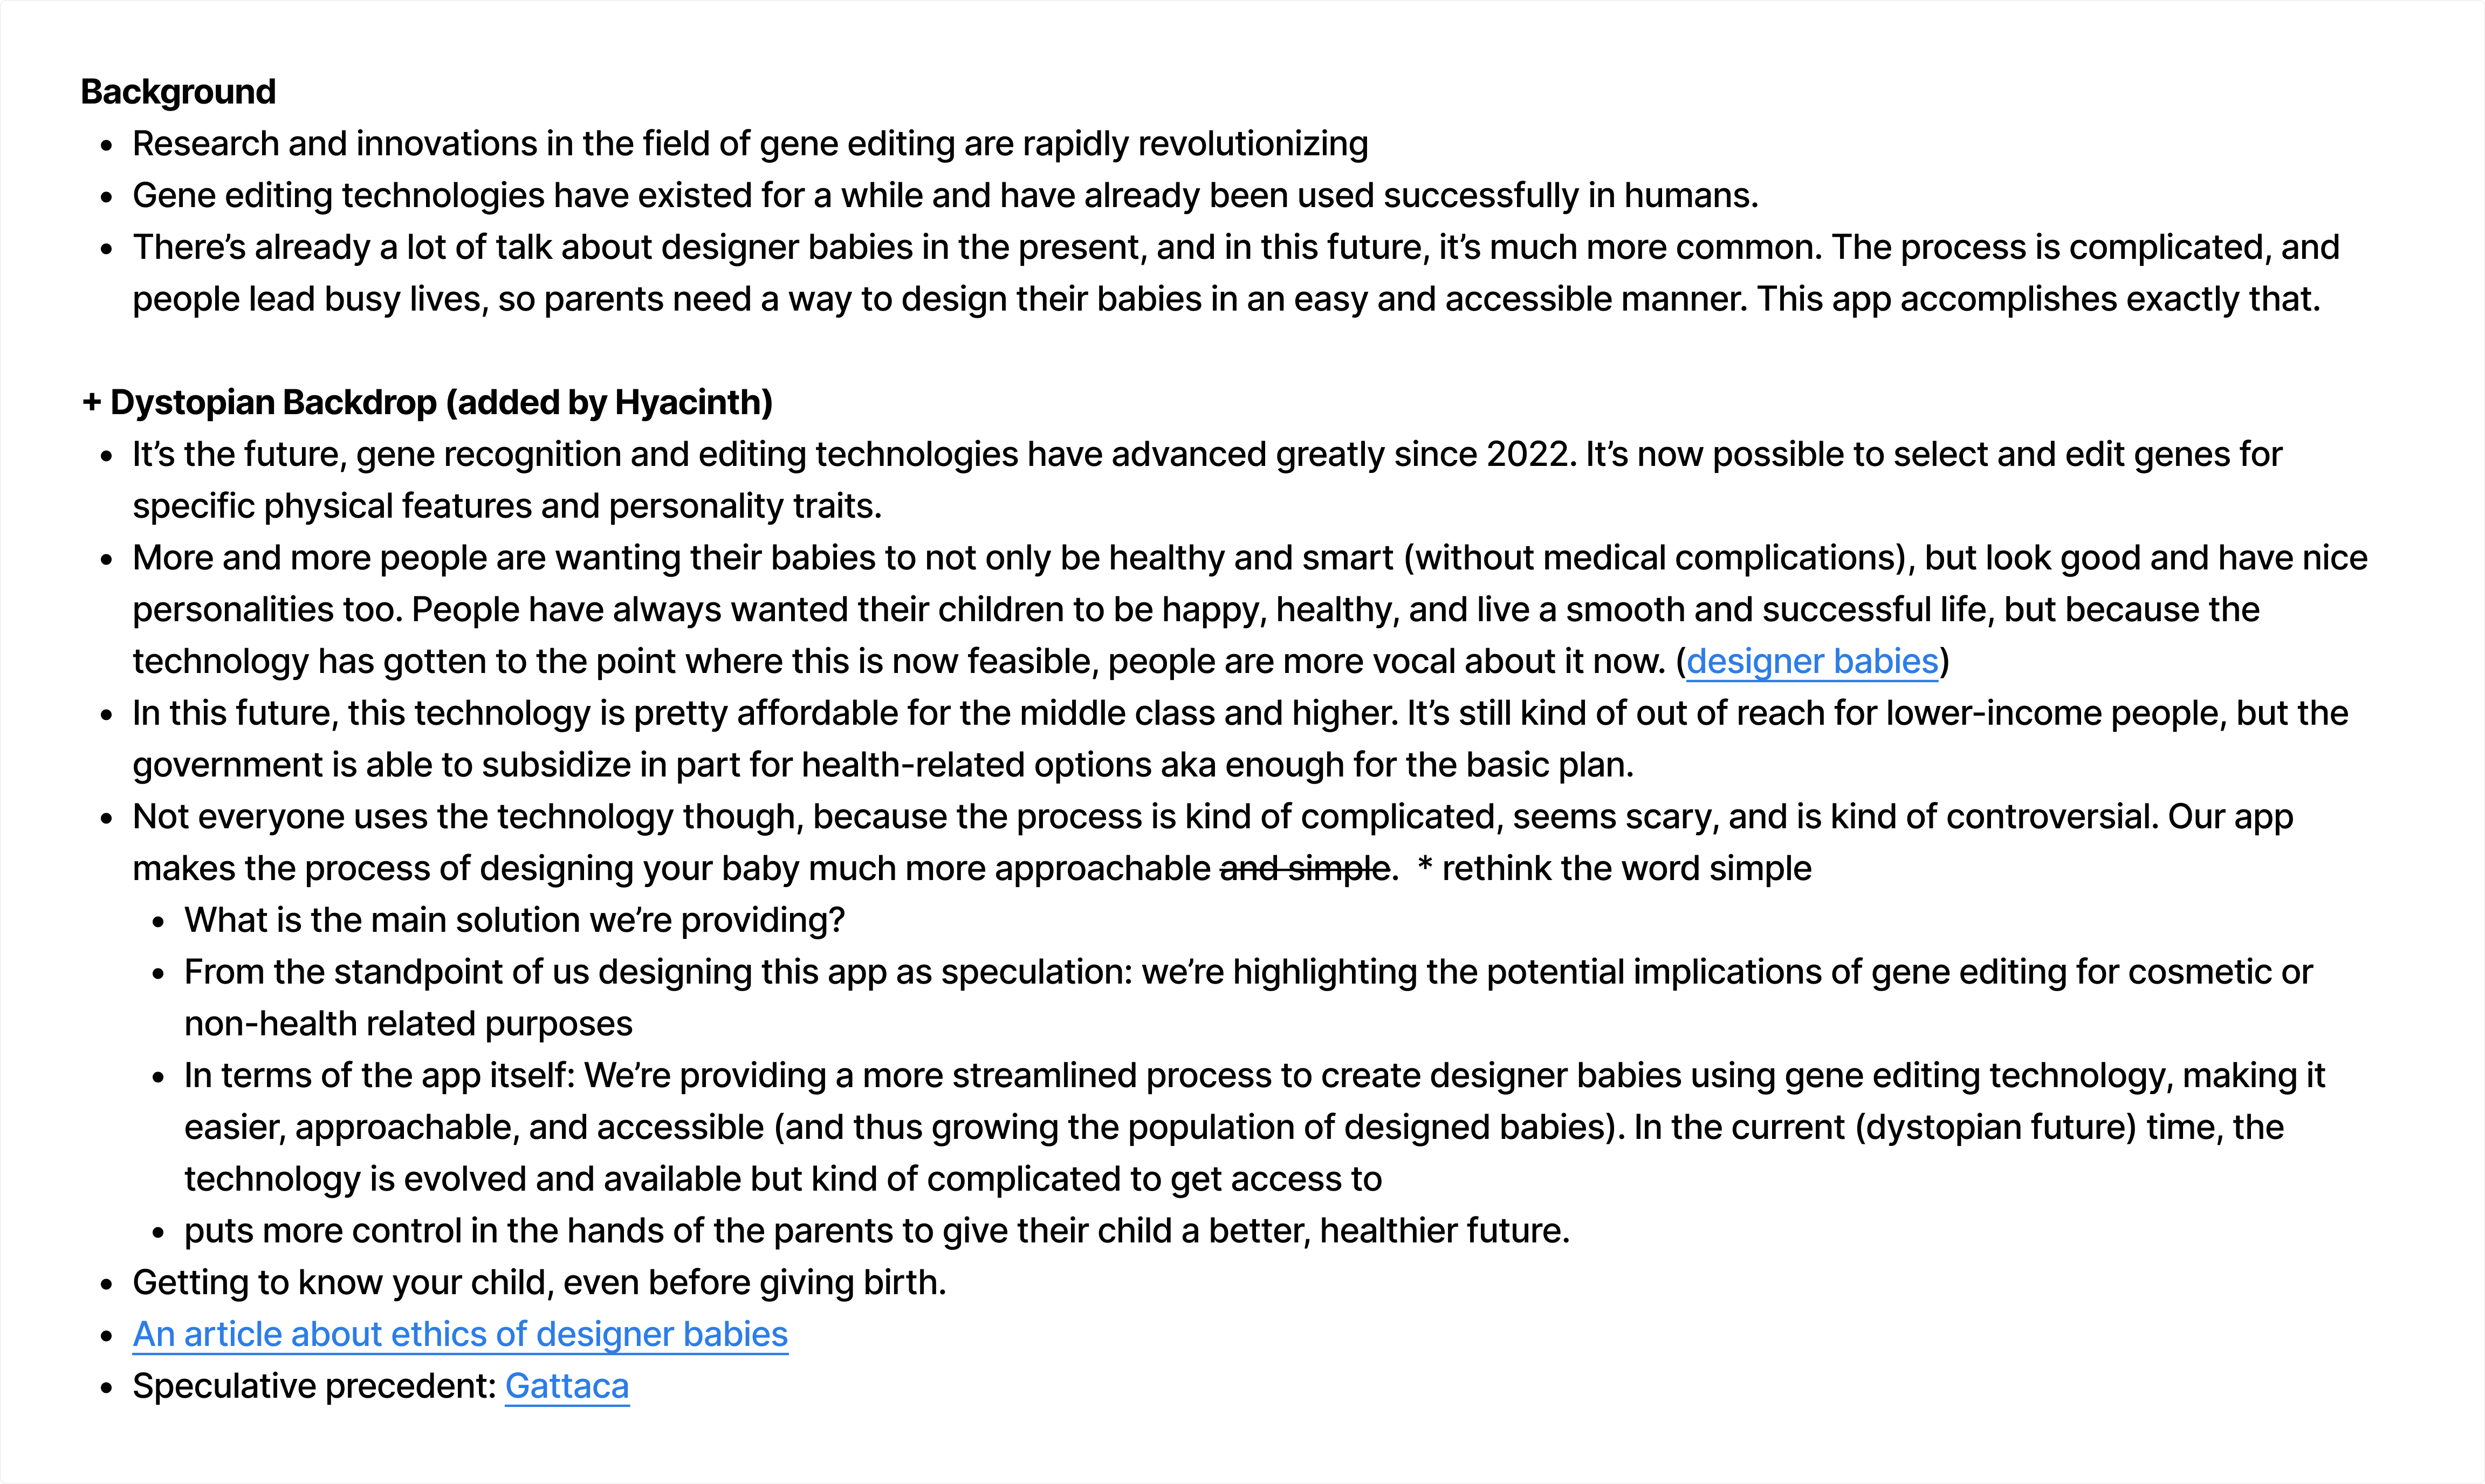 Background
• Research and innovations in the field of gene editing are rapidly revolutionizing
• Gene editing technologies have existed for a while and have already been used successfully in humans.
• There’s already a lot of talk about designer babies in the present, and in this future, it’s much more common. The process is complicated, and
people lead busy lives, so parents need a way to design their babies in an easy and accessible manner. This app accomplishes exactly that.
+ Dystopian Backdrop (added by Hyacinth)
• It’s the future, gene recognition and editing technologies have advanced greatly since 2022. It’s now possible to select and edit genes for
specific physical features and personality traits.
• More and more people are wanting their babies to not only be healthy and smart (without medical complications), but look good and have nice
personalities too. People have always wanted their children to be happy, healthy, and live a smooth and successful life, but because the
technology has gotten to the point where this is now feasible, people are more vocal about it now. (designer babies)
• In this future, this technology is pretty affordable for the middle class and higher. It’s still kind of out of reach for lower-income people, but the
government is able to subsidize in part for health-related options aka enough for the basic plan.
• Not everyone uses the technology though, because the process is kind of complicated, seems scary, and is kind of controversial. Our app
makes the process of designing your baby much more approachable and simple. * rethink the word simple
• What is the main solution we’re providing?
• From the standpoint of us designing this app as speculation: we’re highlighting the potential implications of gene editing for cosmetic or
non-health related purposes
• In terms of the app itself: We’re providing a more streamlined process to create designer babies using gene editing technology, making it
easier, approachable, and accessible (and thus growing the population of designed babies). In the current (dystopian future) time, the
technology is evolved and available but kind of complicated to get access to
• puts more control in the hands of the parents to give their child a better, healthier future.
• Getting to know your child, even before giving birth.
• An article about ethics of designer babies
• Speculative precedent: Gattaca